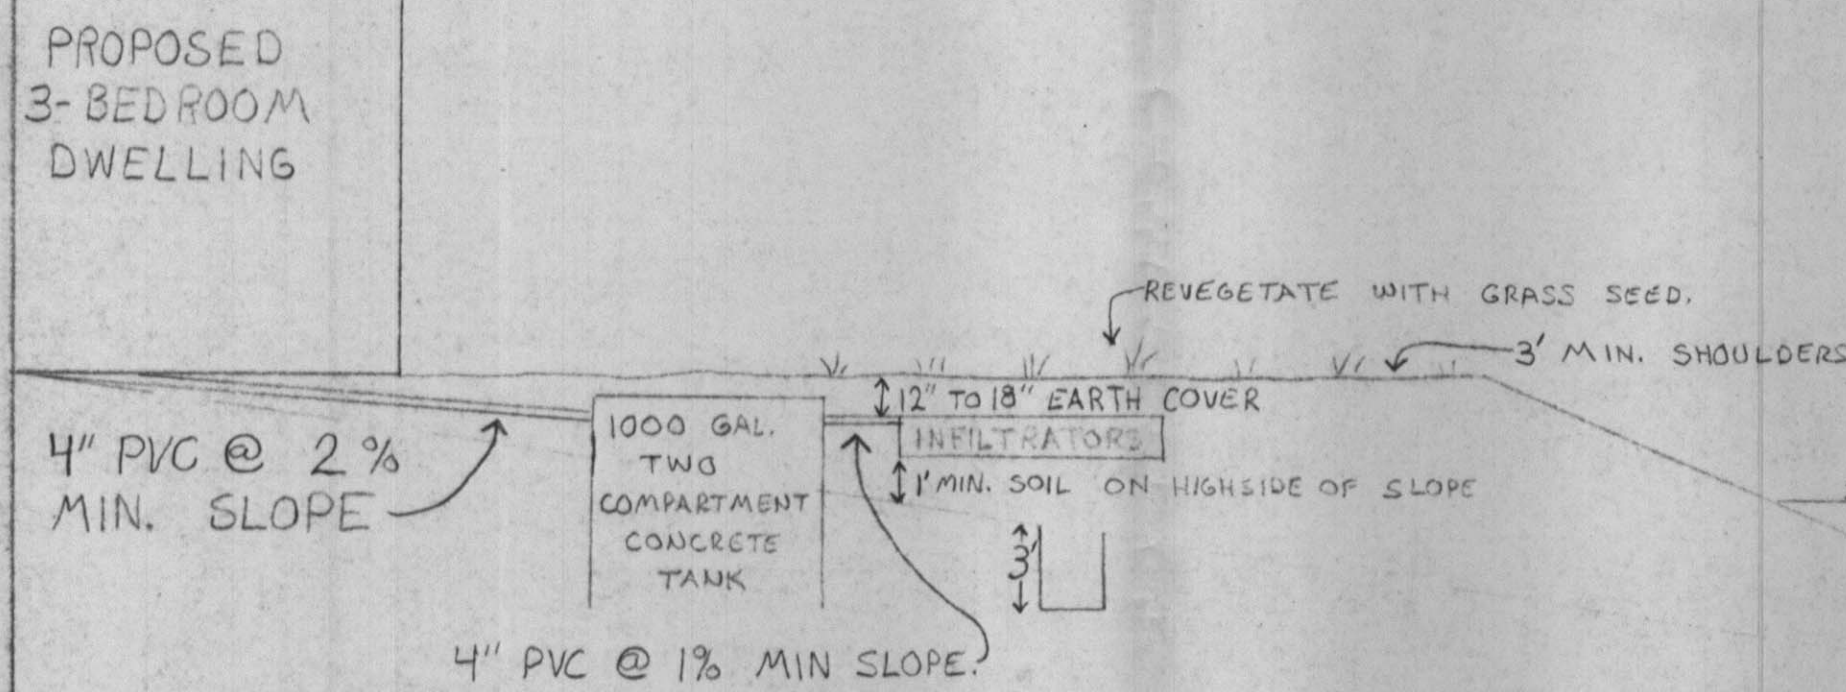 PROPOSED
3-BEDROOM
DWELLING
REVEGETATE WITH GRASS SEED.
3' MIN. SHOULDERS
12" TO 18" EARTH COVER
1000 GAL.
TWO
COMPARTMENT
CONCRETE
TANK
INFILTRATORS
4" PVC @ 2%
MIN. SLOPE
1' MIN. SOIL ON HIGHSIDE OF SLOPE
3'
4" PVC @ 1% MIN SLOPE.